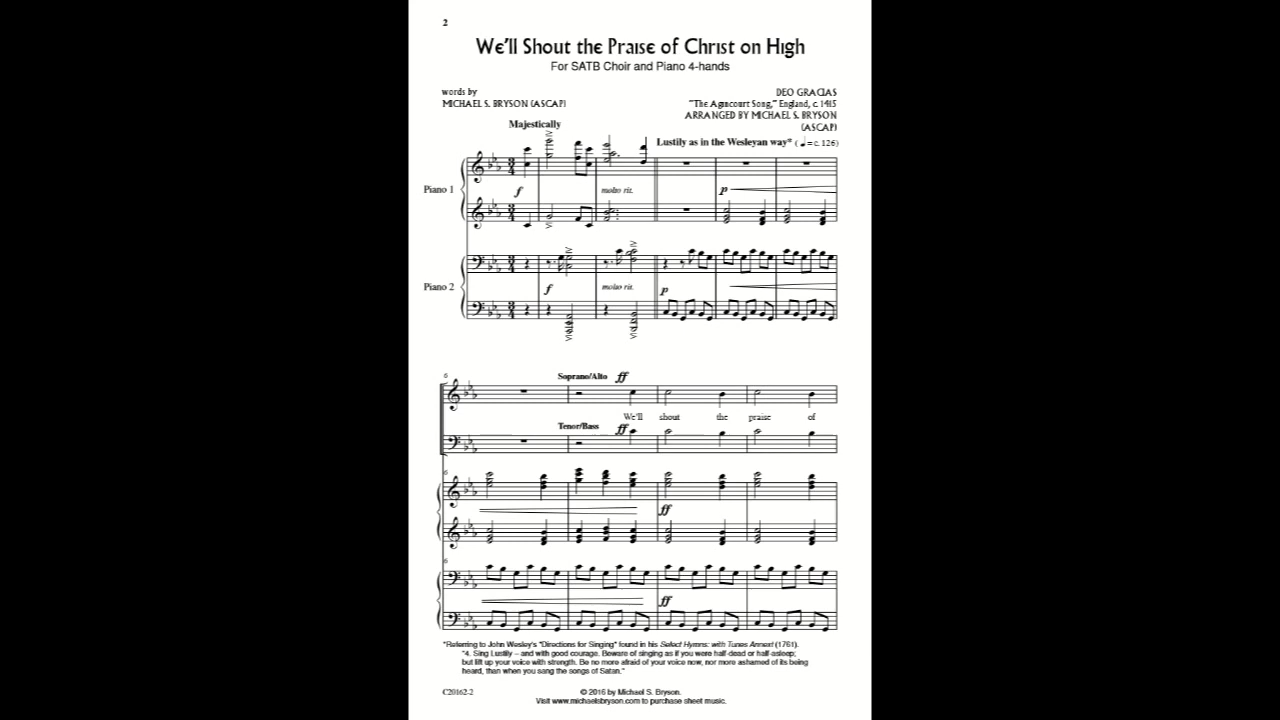 2
We'll Shout the Praise of Christ on High
For SATB Choir and Piano 4-hands
words by
MICHAEL S. BRYSON (ASCAP)
DEO GRACIAS
"The Agincourt Song," England, c. 1415
ARRANGED BY MICHAEL S. BRYSON
(ASCAP)
Majestically
Lustily as in the Wesleyan way* (♩=c. 126)
Piano 1
f
molto rit.
p
Piano 2
f
molto rit.
p
6
Soprano/Alto ff
We'll shout the praise of
Tenor/Bass ff
6
ff
6
ff
*Referring to John Wesley's "Directions for Singing" found in his Select Hymns: with Tunes Annext (1761).
"4. Sing Lustily – and with good courage. Beware of singing as if you were half-dead or half-asleep;
but lift up your voice with strength. Be no more afraid of your voice now, nor more ashamed of its being
heard, than when you sang the songs of Satan."
C20162-2
© 2016 by Michael S. Bryson.
Visit www.michaelsbryson.com to purchase sheet music.